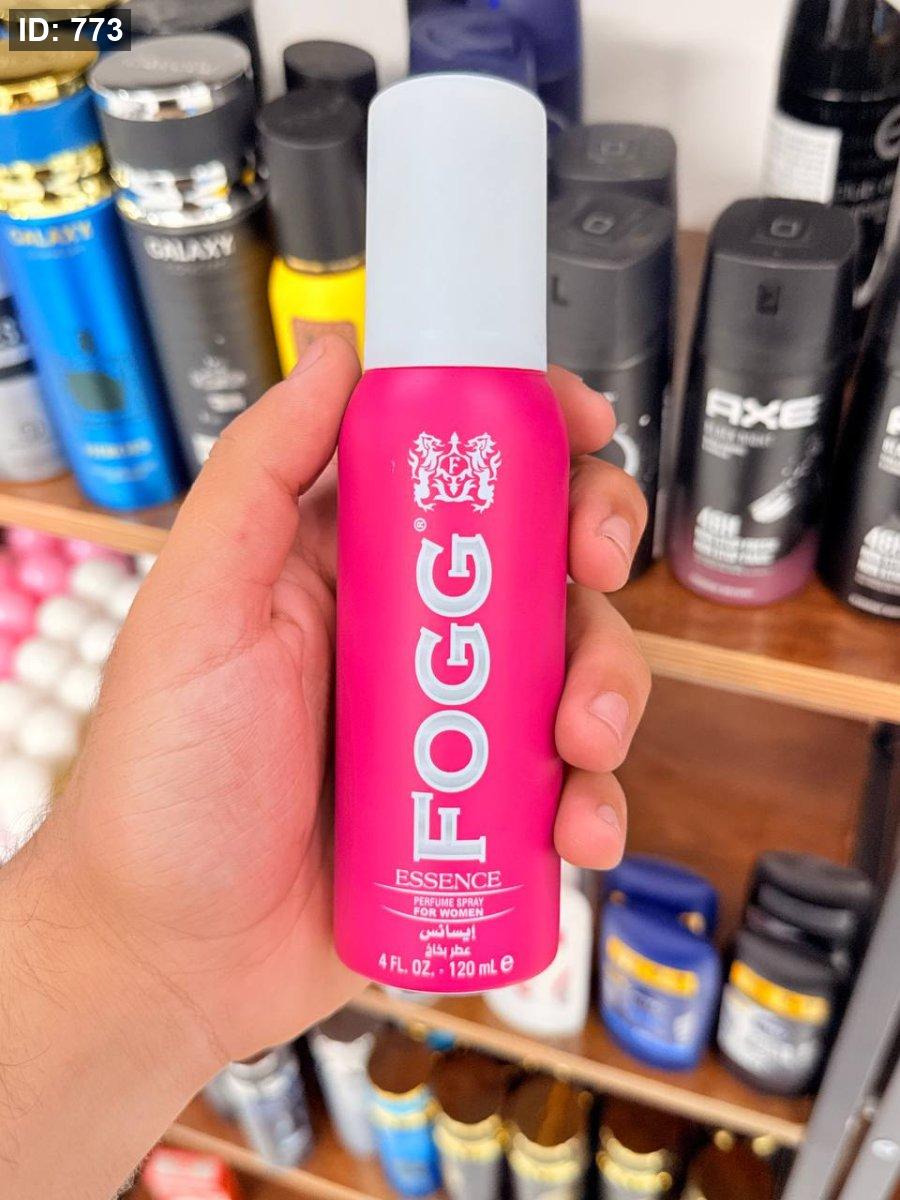 ID: 773
GALAXY
GALAXY
F
FOGG®
ESSENCE
PERFUME SPRAY
FOR WOMEN
إيسانس
عطر بخاخ
4 FL. OZ. - 120 mL ℮
AXE
48H